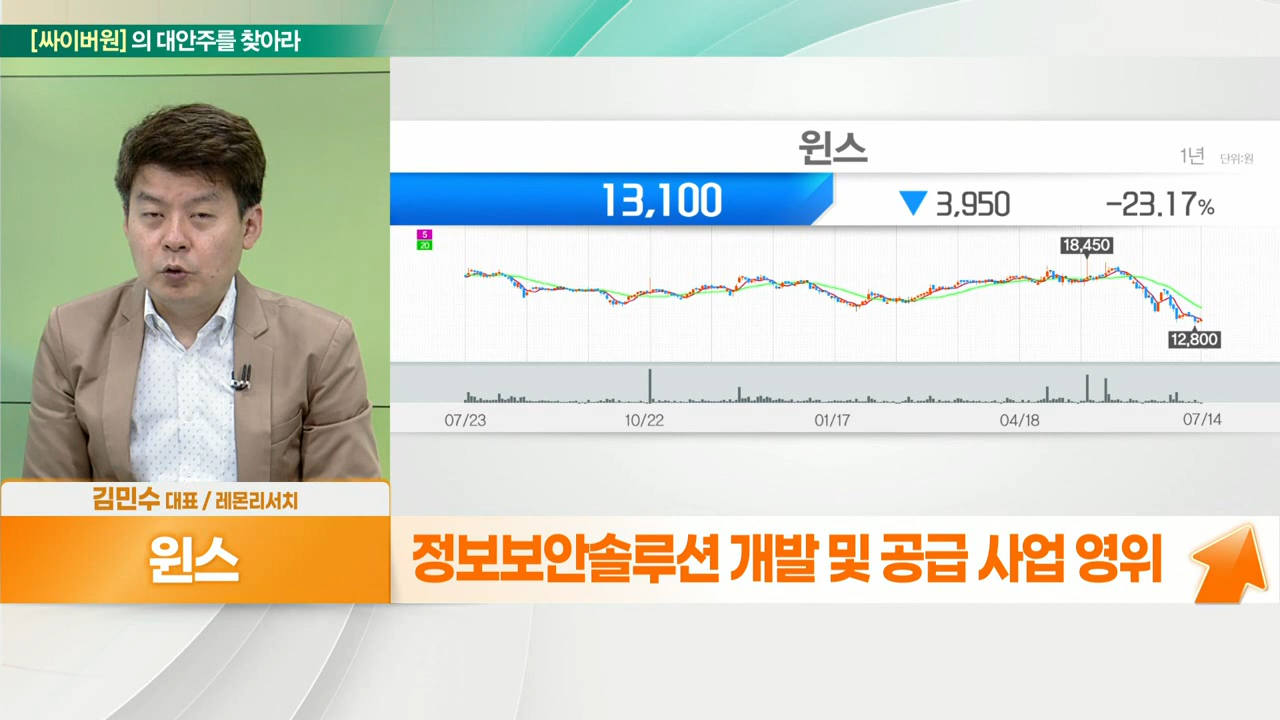 [싸이버원]의 대안주를 찾아라
윈스
1년 단위:원
13,100 ▼ 3,950 -23.17%
5
20
18,450
12,800
07/23 10/22 01/17 04/18 07/14
김민수 대표 / 레몬리서치
윈스
정보보안솔루션 개발 및 공급 사업 영위